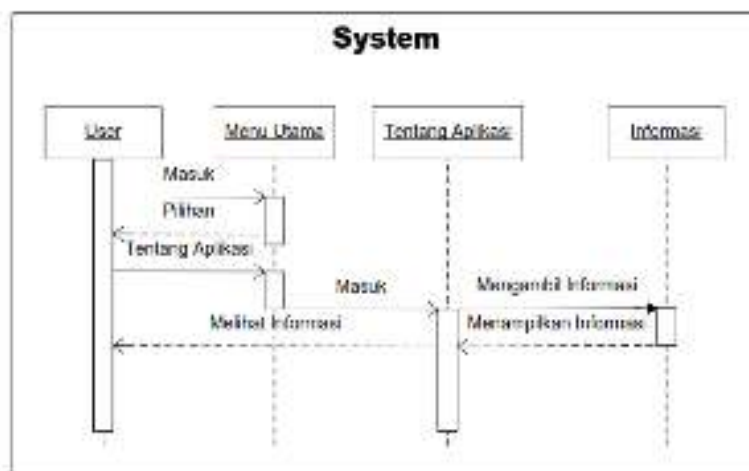 System
User
Menu Utama
Tentang Aplikasi
Informasi
Masuk
Pilihan
Tentang Aplikasi
Masuk
Mengambil Informasi
Melihat Informasi
Menampilkan Informasi